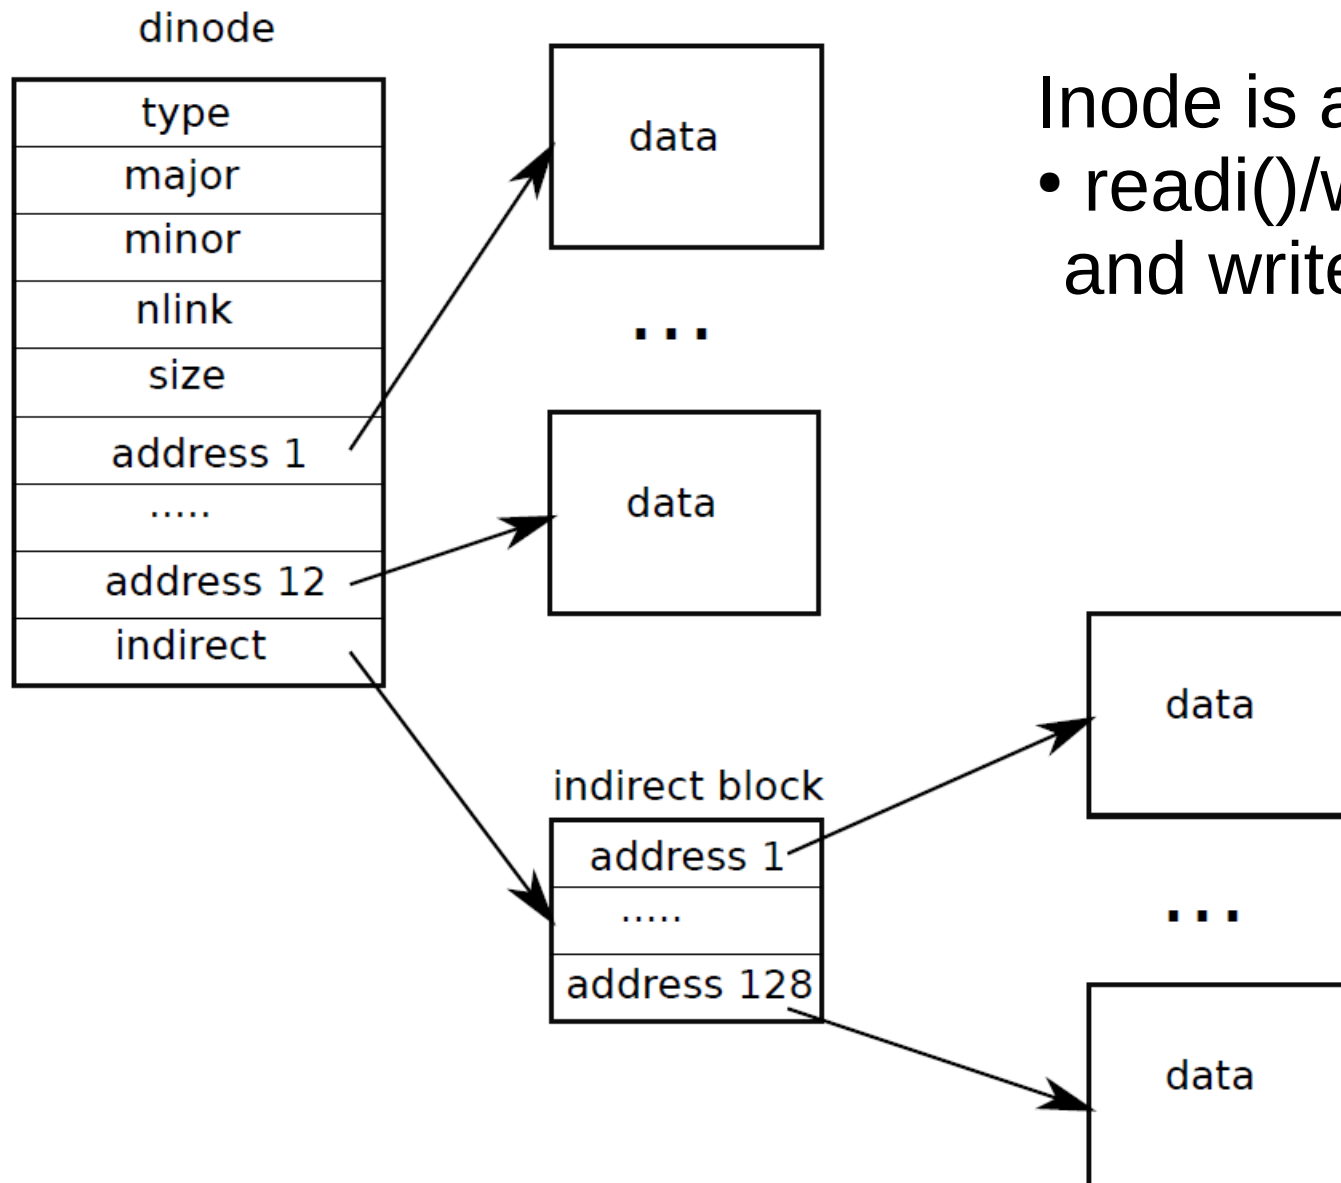 dinode
type
major
minor
nlink
size
address 1
.....
address 12
indirect
data
...
data
indirect block
address 1
.....
address 128
data
...
data
Inode is
• readi()/
and write